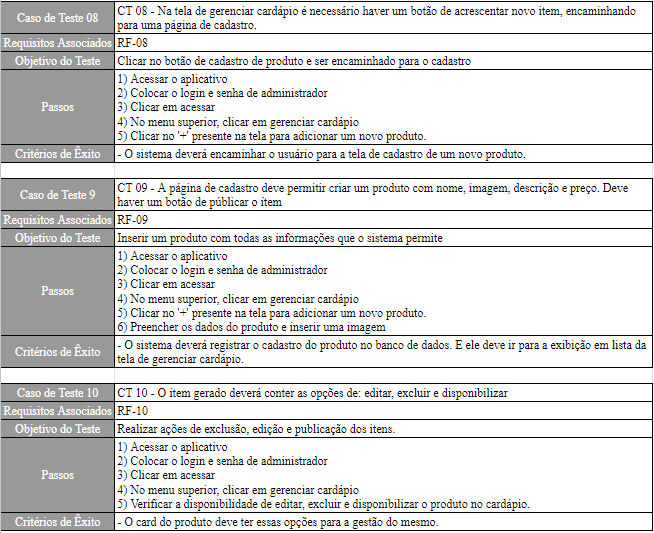 Caso de Teste 08
CT 08 - Na tela de gerenciar cardápio é necessário haver um botão de acrescentar novo item, encaminhando
para uma página de cadastro.
Requisitos Associados
RF-08
Objetivo do Teste
Clicar no botão de cadastro de produto e ser encaminhado para o cadastro
Passos
1) Acessar o aplicativo
2) Colocar o login e senha de administrador
3) Clicar em acessar
4) No menu superior, clicar em gerenciar cardápio
5) Clicar no '+' presente na tela para adicionar um novo produto.
Critérios de Êxito
- O sistema deverá encaminhar o usuário para a tela de cadastro de um novo produto.
Caso de Teste 9
CT 09 - A página de cadastro deve permitir criar um produto com nome, imagem, descrição e preço. Deve
haver um botão de públicar o ítem
Requisitos Associados
RF-09
Objetivo do Teste
Inserir um produto com todas as informações que o sistema permite
Passos
1) Acessar o aplicativo
2) Colocar o login e senha de administrador
3) Clicar em acessar
4) No menu superior, clicar em gerenciar cardápio
5) Clicar no '+' presente na tela para adicionar um novo produto.
6) Preencher os dados do produto e inserir uma imagem
Critérios de Êxito
- O sistema deverá registrar o cadastro do produto no banco de dados. E ele deve ir para a exibição em lista da
tela de gerenciar cardápio.
Caso de Teste 10
CT 10 - O item gerado deverá conter as opções de: editar, excluir e disponibilizar
Requisitos Associados
RF-10
Objetivo do Teste
Realizar ações de exclusão, edição e publicação dos itens.
Passos
1) Acessar o aplicativo
2) Colocar o login e senha de administrador
3) Clicar em acessar
4) No menu superior, clicar em gerenciar cardápio
5) Verificar a disponibilidade de editar, excluir e disponibilizar o produto no cardápio.
Critérios de Êxito
- O card do produto deve ter essas opções para a gestão do mesmo.